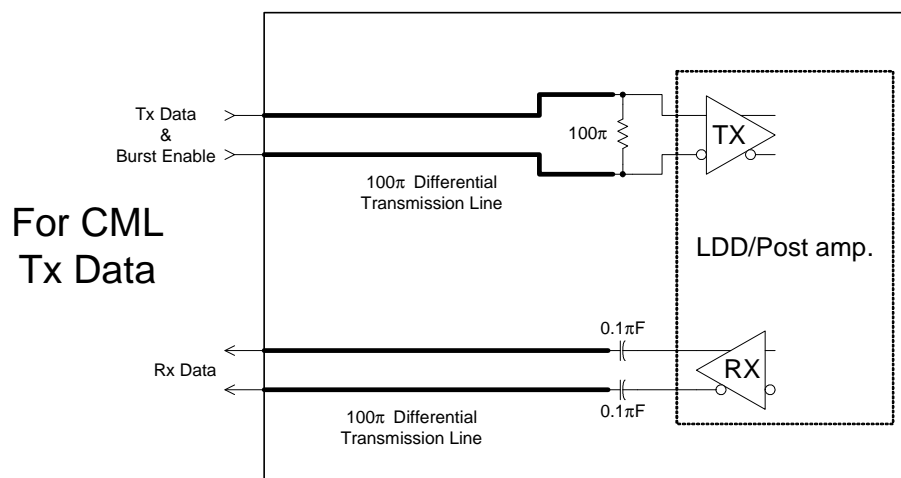 Tx Data
&
Burst Enable
100π
TX
100π Differential
Transmission Line
For CML
Tx Data
LDD/Post amp.
0.1πF
Rx Data
RX
0.1πF
100π Differential
Transmission Line